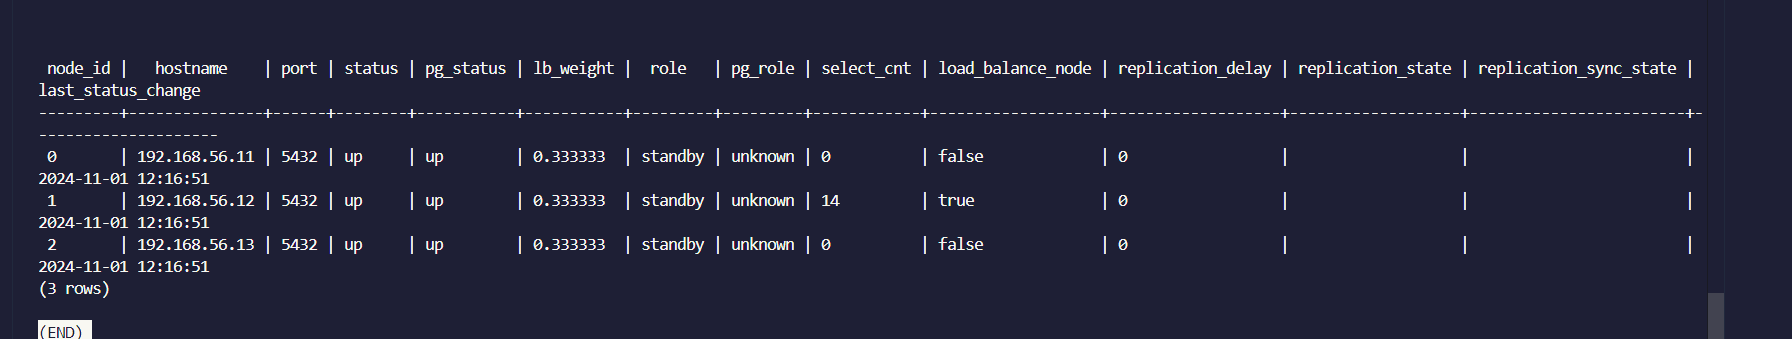 node_id |   hostname    | port | status | pg_status | lb_weight |  role   | pg_role | select_cnt | load_balance_node | replication_delay | replication_state | replication_sync_state |
last_status_change
---------+---------------+------+--------+-----------+-----------+---------+---------+------------+-------------------+-------------------+-------------------+------------------------+-
--------------------
 0       | 192.168.56.11 | 5432 | up     | up        | 0.333333  | standby | unknown | 0          | false             | 0                 |                   |                        |
2024-11-01 12:16:51
 1       | 192.168.56.12 | 5432 | up     | up        | 0.333333  | standby | unknown | 14         | true              | 0                 |                   |                        |
2024-11-01 12:16:51
 2       | 192.168.56.13 | 5432 | up     | up        | 0.333333  | standby | unknown | 0          | false             | 0                 |                   |                        |
2024-11-01 12:16:51
(3 rows)
(END)